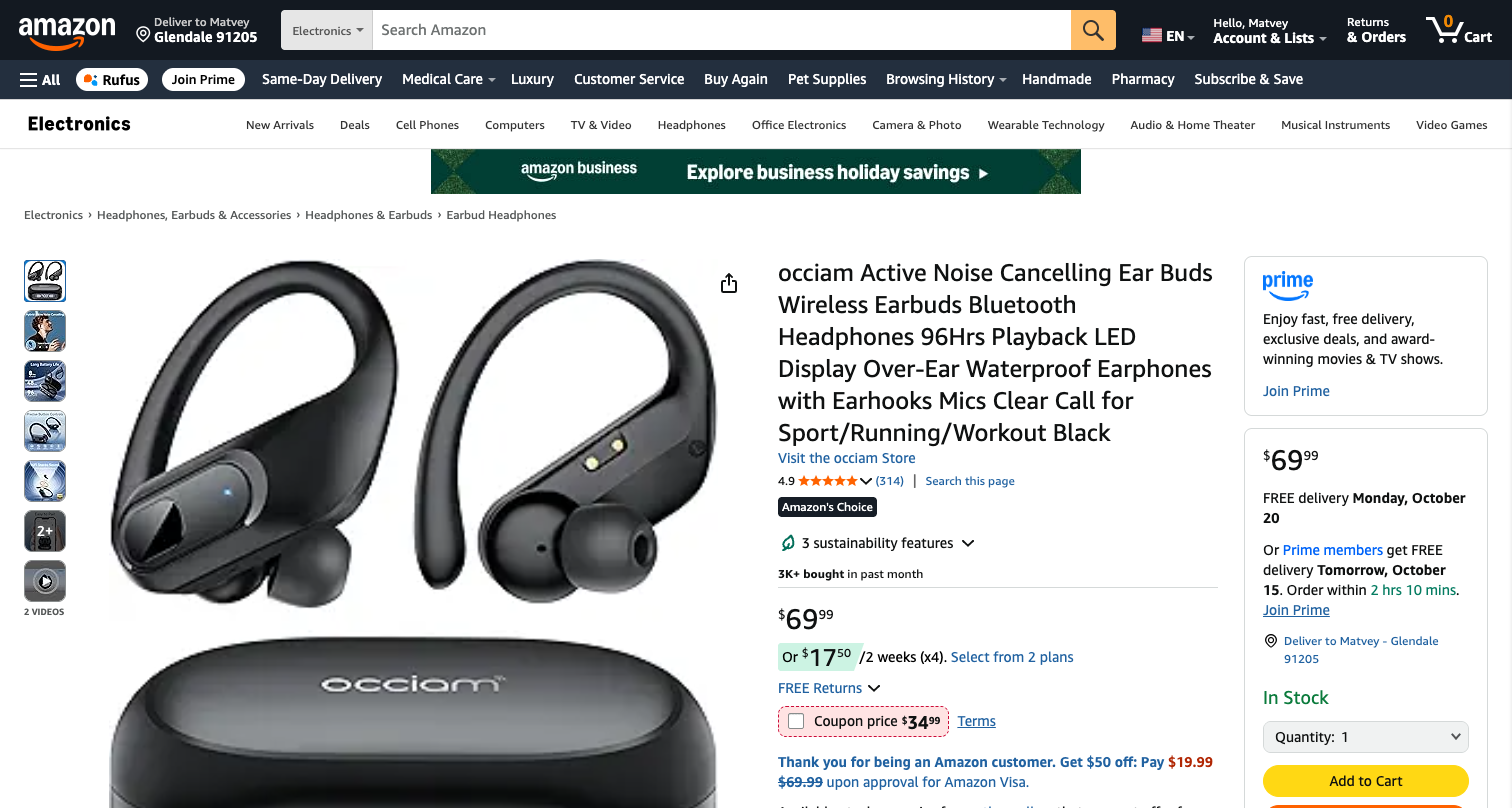 amazon
Deliver to Matvey
Glendale 91205
Electronics
Search Amazon
EN
Hello, Matvey
Account & Lists
Returns
& Orders
0
Cart
All
Rufus
Join Prime
Same-Day Delivery
Medical Care
Luxury
Customer Service
Buy Again
Pet Supplies
Browsing History
Handmade
Pharmacy
Subscribe & Save
Electronics
New Arrivals
Deals
Cell Phones
Computers
TV & Video
Headphones
Office Electronics
Camera & Photo
Wearable Technology
Audio & Home Theater
Musical Instruments
Video Games
amazon business
Explore business holiday savings ▸
Electronics › Headphones, Earbuds & Accessories › Headphones & Earbuds › Earbud Headphones
2+
2 VIDEOS
occiam
occiam Active Noise Cancelling Ear Buds
Wireless Earbuds Bluetooth
Headphones 96Hrs Playback LED
Display Over-Ear Waterproof Earphones
with Earhooks Mics Clear Call for
Sport/Running/Workout Black
Visit the occiam Store
4.9 (314) | Search this page
Amazon's Choice
3 sustainability features
3K+ bought in past month
$69.99
Or $17.50 /2 weeks (x4). Select from 2 plans
FREE Returns
Coupon price $34.99 Terms
Thank you for being an Amazon customer. Get $50 off: Pay $19.99
$69.99 upon approval for Amazon Visa.
prime
Enjoy fast, free delivery,
exclusive deals, and award-
winning movies & TV shows.
Join Prime
$69.99
FREE delivery Monday, October
20
Or Prime members get FREE
delivery Tomorrow, October
15. Order within 2 hrs 10 mins.
Join Prime
Deliver to Matvey - Glendale
91205
In Stock
Quantity: 1
Add to Cart